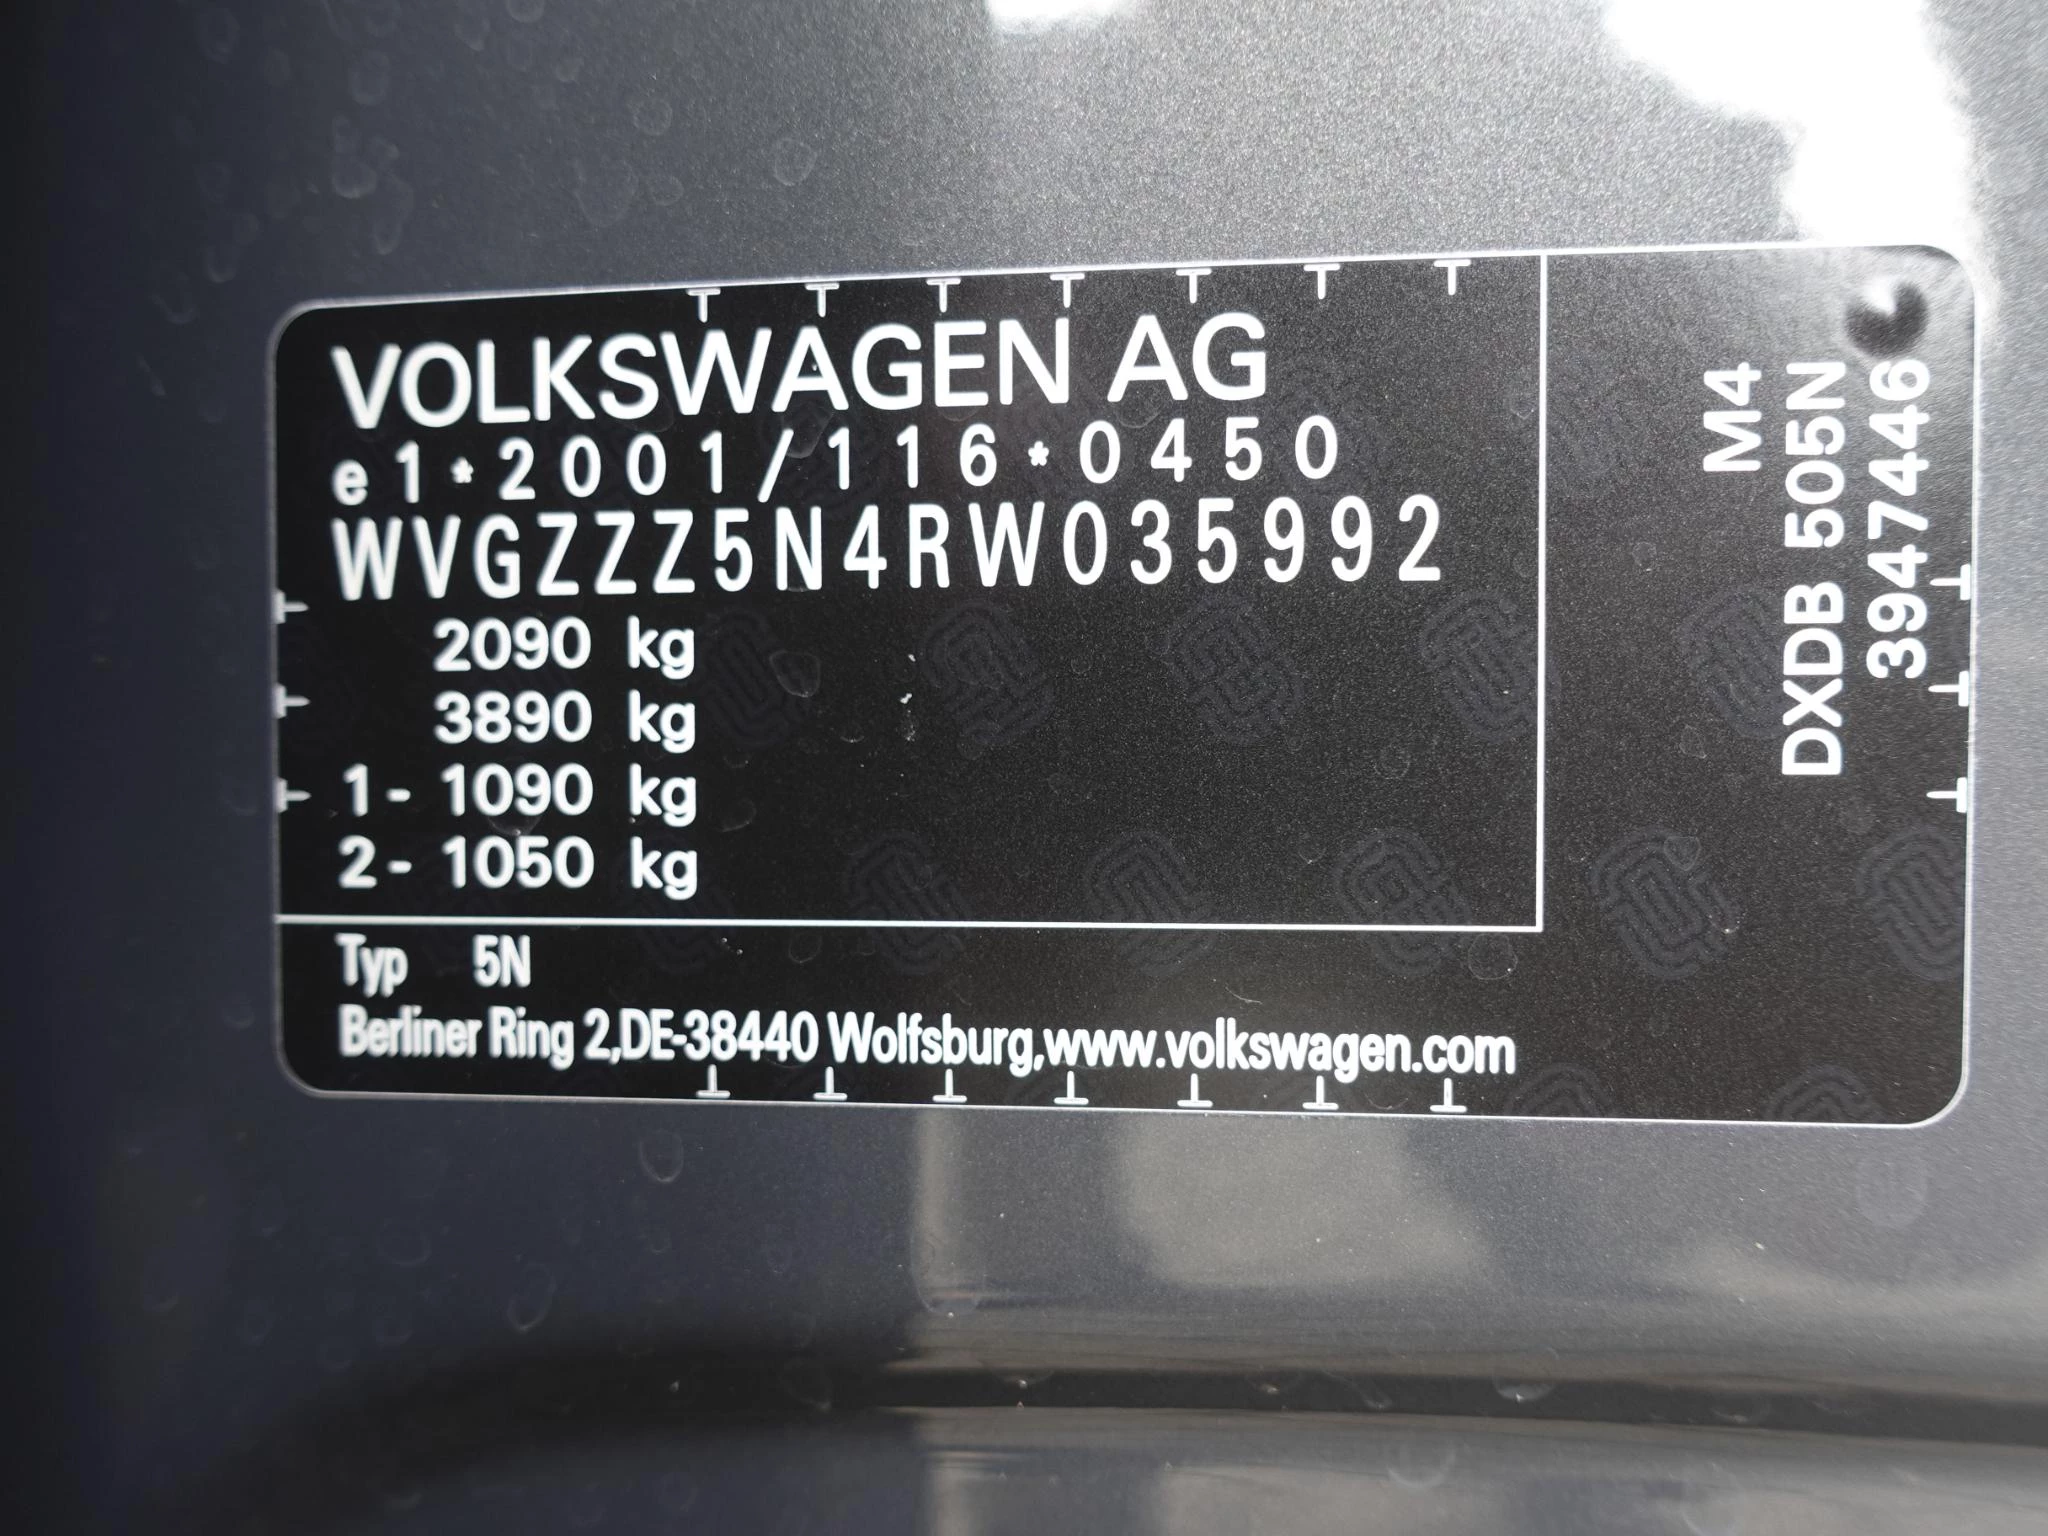 VOLKSWAGEN AG
e1*2001/116*0450
WVGZZZ5N4RW035992
2090 kg
3890 kg
1- 1090 kg
2- 1050 kg
Typ 5N
Berliner Ring 2,DE-38440 Wolfsburg,www.volkswagen.com
M4
DXDB 505N
3947446